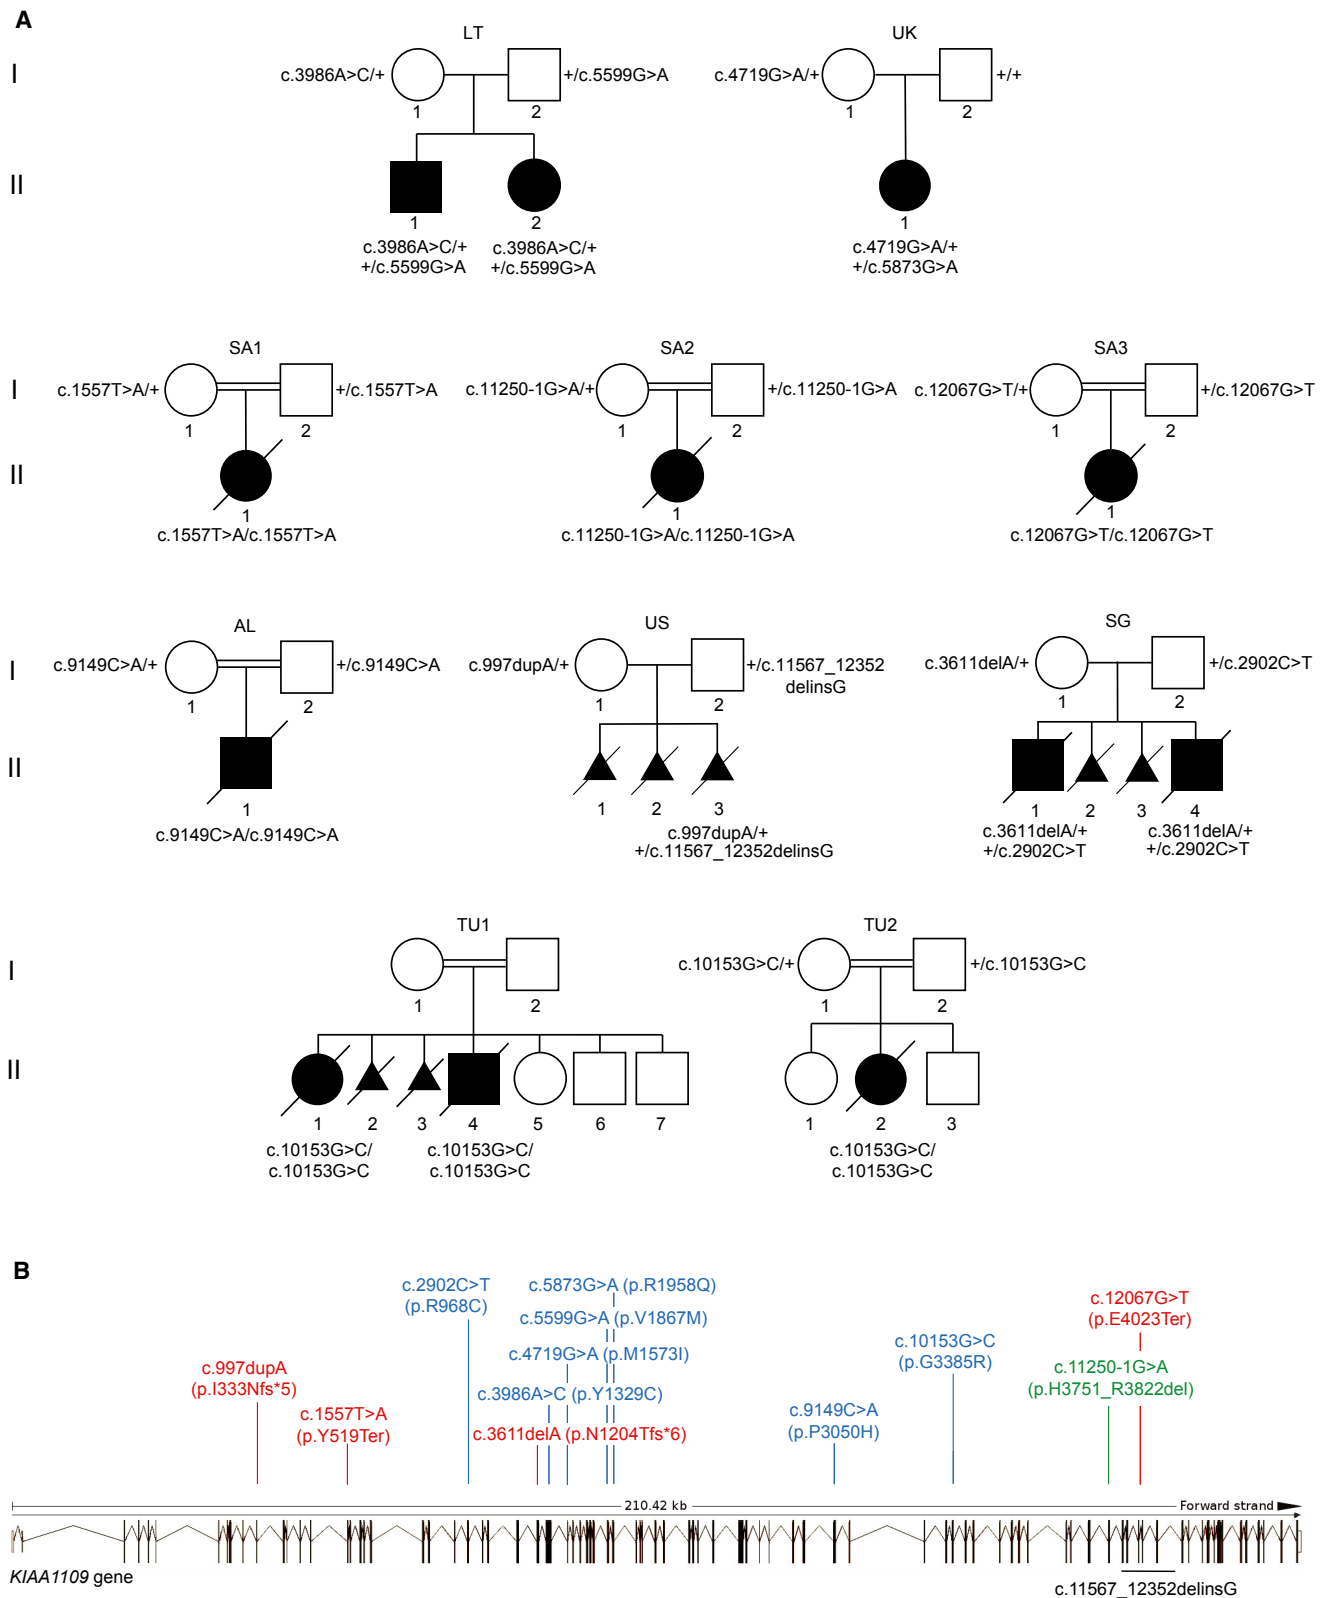 A
LT
UK
I
c.3986A>C/+
+/c.5599G>A
c.4719G>A/+
+/+
1
2
1
2
II
1
2
1
c.3986A>C/+
c.3986A>C/+
c.4719G>A/+
+/c.5599G>A
+/c.5599G>A
+/c.5873G>A
SA1
SA2
SA3
I
c.1557T>A/+
+/c.1557T>A
c.11250-1G>A/+
+/c.11250-1G>A
c.12067G>T/+
+/c.12067G>T
1
2
1
2
1
2
II
1
1
1
c.1557T>A/c.1557T>A
c.11250-1G>A/c.11250-1G>A
c.12067G>T/c.12067G>T
AL
US
SG
I
c.9149C>A/+
+/c.9149C>A
c.997dupA/+
+/c.11567_12352
delinsG
c.3611delA/+
+/c.2902C>T
1
2
1
2
1
2
II
1
1
2
3
1
2
3
4
c.9149C>A/c.9149C>A
c.997dupA/+
+/c.11567_12352delinsG
c.3611delA/+
+/c.2902C>T
c.3611delA/+
+/c.2902C>T
TU1
TU2
I
c.10153G>C/+
+/c.10153G>C
1
2
1
2
II
1
2
3
4
5
6
7
1
2
3
c.10153G>C/
c.10153G>C
c.10153G>C/
c.10153G>C
c.10153G>C/
c.10153G>C
B
c.2902C>T
(p.R968C)
c.5873G>A (p.R1958Q)
c.5599G>A (p.V1867M)
c.12067G>T
(p.E4023Ter)
c.4719G>A (p.M1573I)
c.10153G>C
(p.G3385R)
c.997dupA
(p.I333Nfs*5)
c.11250-1G>A
(p.H3751_R3822del)
c.3986A>C (p.Y1329C)
c.1557T>A
(p.Y519Ter)
c.9149C>A
(p.P3050H)
c.3611delA (p.N1204Tfs*6)
210.42 kb
Forward strand
KIAA1109 gene
c.11567_12352delinsG